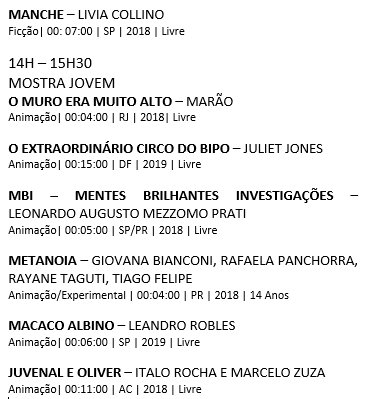 MANCHE – LIVIA COLLINO
Ficção| 00: 07:00 | SP | 2018 | Livre
14H – 15H30
MOSTRA JOVEM
O MURO ERA MUITO ALTO – MARÃO
Animação| 00:04:00 | RJ | 2018| Livre
O EXTRAORDINÁRIO CIRCO DO BIPO – JULIET JONES
Animação| 00:15:00 | DF | 2019 | Livre
MBI – MENTES BRILHANTES INVESTIGAÇÕES –
LEONARDO AUGUSTO MEZZOMO PRATI
Animação| 00:05:00 | SP/PR | 2018 | Livre
METANOIA – GIOVANA BIANCONI, RAFAELA PANCHORRA,
RAYANE TAGUTI, TIAGO FELIPE
Animação/Experimental | 00:04:00 | PR | 2018 | 14 Anos
MACACO ALBINO – LEANDRO ROBLES
Animação| 00:06:00 | SP | 2019 | Livre
JUVENAL E OLIVER – ITALO ROCHA E MARCELO ZUZA
Animação| 00:11:00 | AC | 2018 | Livre